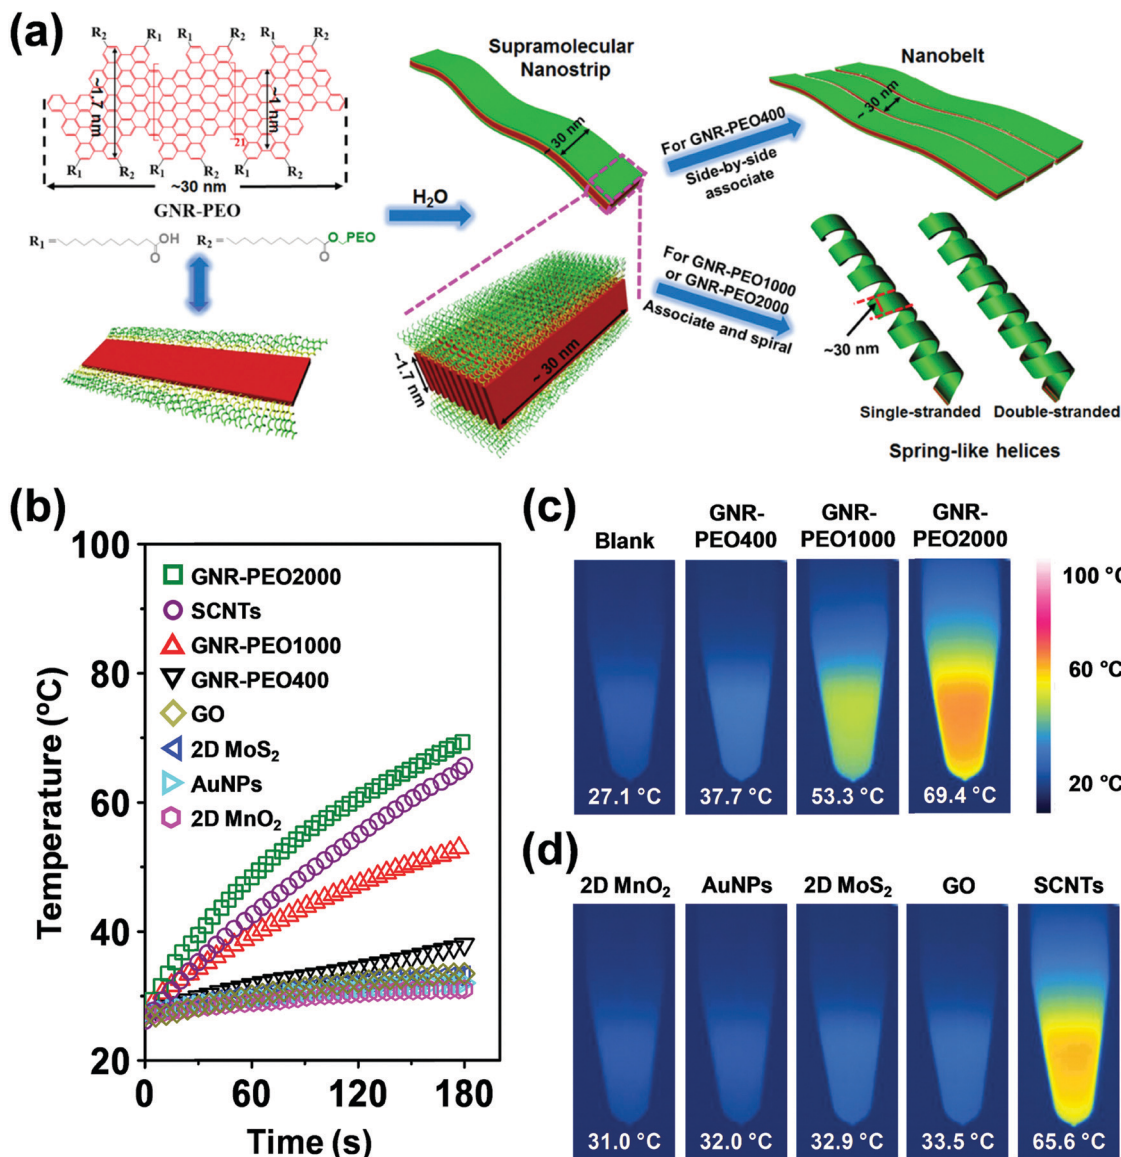 (a)
R₂ R₁ R₁ R₂ R₁ R₂
~1.7 nm
~1 nm
21
R₁ R₂ R₁ R₂ R₁ R₂
~30 nm
GNR-PEO
R₁ = OH O
R₂ = O PEO O
H₂O
Supramolecular
Nanostrip
~ 30 nm
~1.7 nm
~ 30 nm
For GNR-PEO400
Side-by-side
associate
Nanobelt
~ 30 nm
For GNR-PEO1000
or GNR-PEO2000
Associate and spiral
~30 nm
Single-stranded Double-stranded
Spring-like helices
(b)
Temperature (ºC)
100
80
60
40
20
GNR-PEO2000
SCNTs
GNR-PEO1000
GNR-PEO400
GO
2D MoS₂
AuNPs
2D MnO₂
0 60 120 180
Time (s)
(c)
Blank
GNR-
PEO400
GNR-
PEO1000
GNR-
PEO2000
27.1 °C 37.7 °C 53.3 °C 69.4 °C
100 °C
60 °C
20 °C
(d)
2D MnO₂ AuNPs 2D MoS₂ GO SCNTs
31.0 °C 32.0 °C 32.9 °C 33.5 °C 65.6 °C